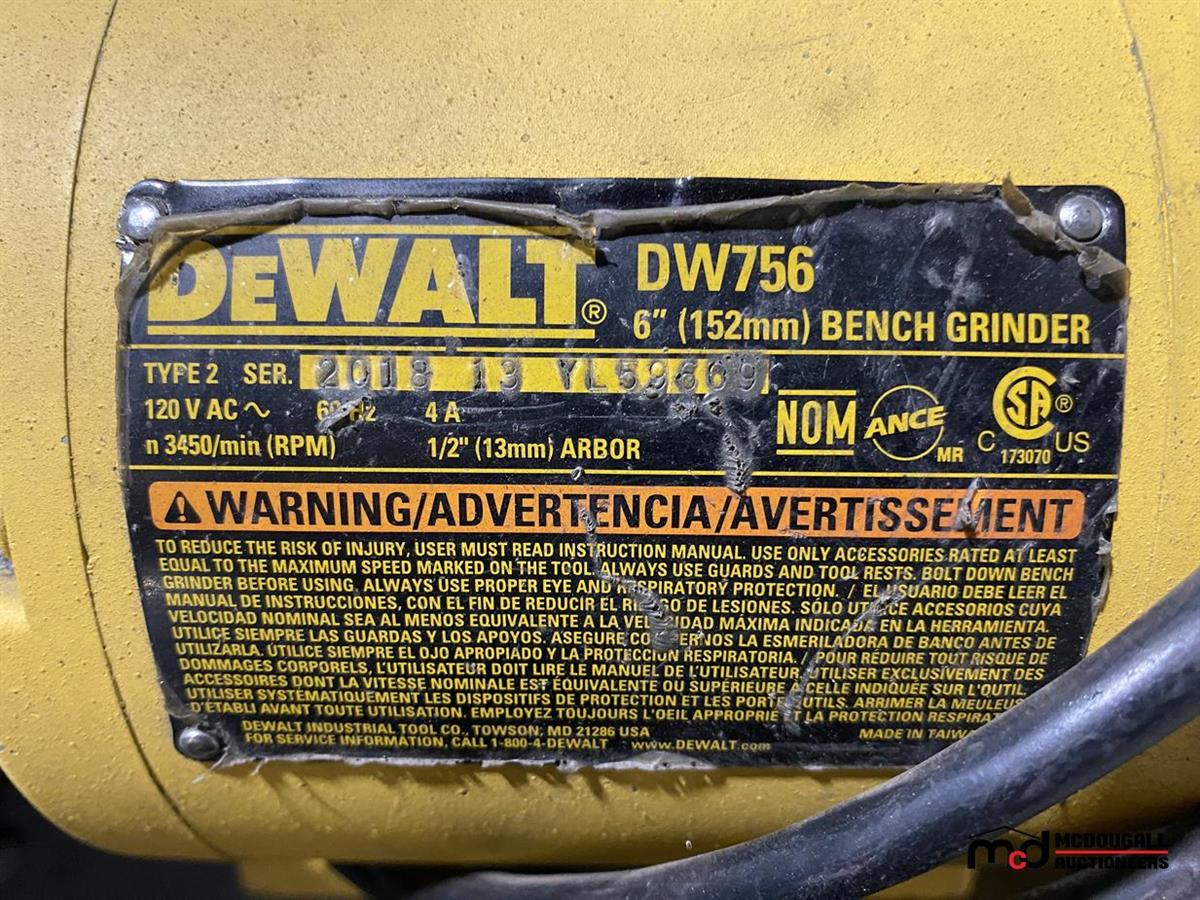 DEWALT®
DW756
6" (152mm) BENCH GRINDER
TYPE 2 SER. 2018 13 YL59669
120 V AC ~ 60 Hz 4 A
n 3450/min (RPM) 1/2" (13mm) ARBOR
NOM ANCE MR
C SA ® US
173070
WARNING/ADVERTENCIA/AVERTISSEMENT
TO REDUCE THE RISK OF INJURY, USER MUST READ INSTRUCTION MANUAL. USE ONLY ACCESSORIES RATED AT LEAST
EQUAL TO THE MAXIMUM SPEED MARKED ON THE TOOL. ALWAYS USE GUARDS AND TOOL RESTS. BOLT DOWN BENCH
GRINDER BEFORE USING. ALWAYS USE PROPER EYE AND RESPIRATORY PROTECTION. / EL USUARIO DEBE LEER EL
MANUAL DE INSTRUCCIONES, CON EL FIN DE REDUCIR EL RIESGO DE LESIONES. SÓLO UTILICE ACCESORIOS CUYA
VELOCIDAD NOMINAL SEA AL MENOS EQUIVALENTE A LA VELOCIDAD MÁXIMA INDICADA EN LA HERRAMIENTA.
UTILICE SIEMPRE LAS GUARDAS Y LOS APOYOS. ASEGURE CON PERNOS LA ESMERILADORA DE BANCO ANTES DE
UTILIZARLA. UTILICE SIEMPRE EL OJO APROPIADO Y LA PROTECCIÓN RESPIRATORIA. / POUR RÉDUIRE TOUT RISQUE DE
DOMMAGES CORPORELS, L'UTILISATEUR DOIT LIRE LE MANUEL DE L'UTILISATEUR, UTILISER EXCLUSIVEMENT DES
ACCESSOIRES DONT LA VITESSE NOMINALE EST ÉQUIVALENTE OU SUPÉRIEURE À CELLE INDIQUÉE SUR L'OUTIL,
UTILISER SYSTÉMATIQUEMENT LES DISPOSITIFS DE PROTECTION ET LES PORTE-OUTILS. ARRIMER LA MEULEUSE
D'ÉTABLI AVANT TOUTE UTILISATION. EMPLOYEZ TOUJOURS L'OEIL APPROPRIÉ ET LA PROTECTION
DEWALT INDUSTRIAL TOOL CO., TOWSON, MD 21286 USA MADE IN TAIWA
FOR SERVICE INFORMATION, CALL 1-800-4-DEWALT www.DEWALT.com
mcd MCDOUGALL
AUCTIONEERS